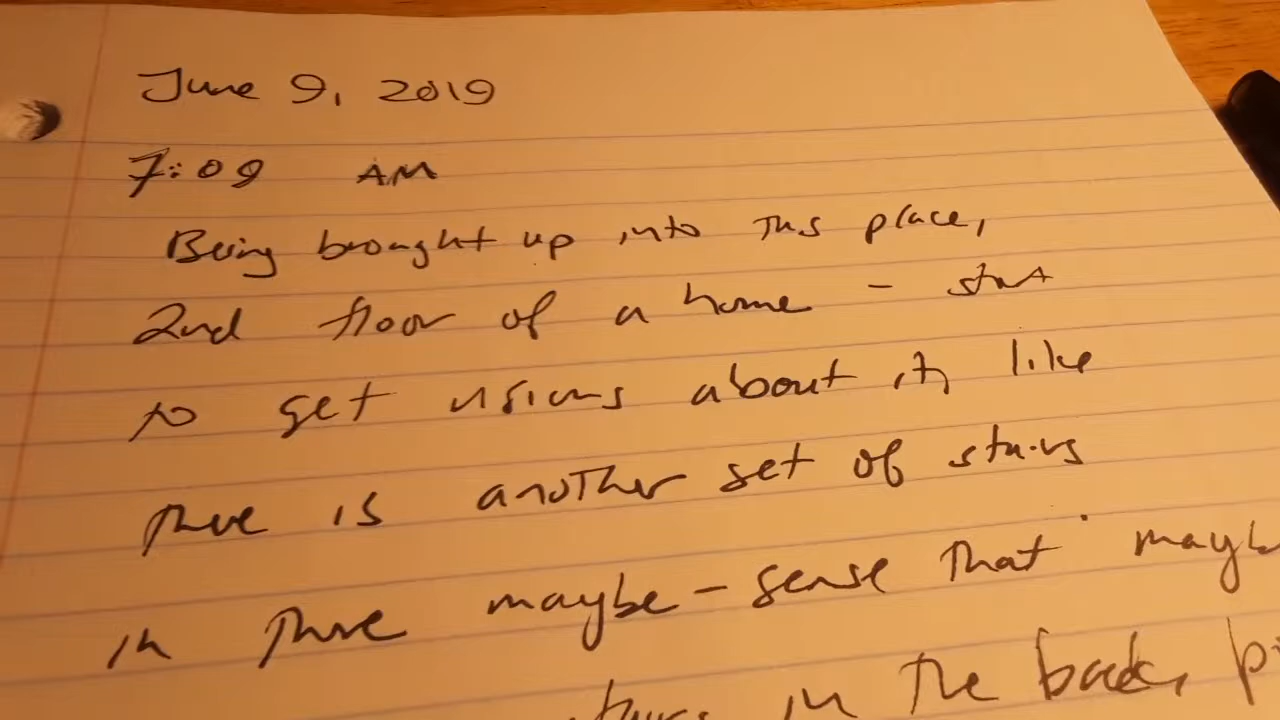 June 9, 2019
7:09 AM
Being brought up into this place,
2nd floor of a home - start
to get visions about it, like
there is another set of stairs
in there maybe - sense that maybe
in the back,